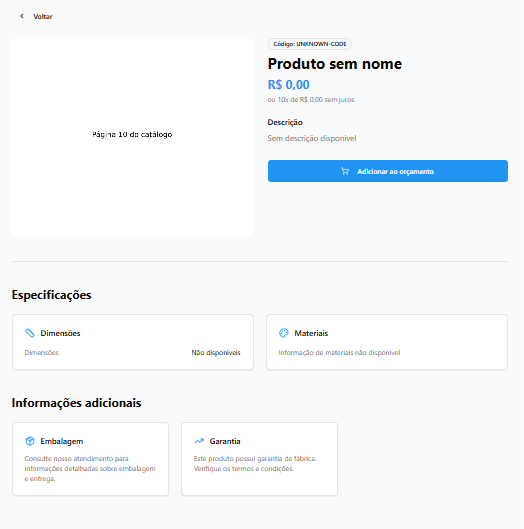 Voltar
Página 10 do catálogo
Código: UNKNOWN-CODE
Produto sem nome
R$ 0,00
ou 10x de R$ 0,00 sem juros
Descrição
Sem descrição disponível
Adicionar ao orçamento
Especificações
Dimensões
Dimensões
Não disponíveis
Materiais
Informação de materiais não disponível
Informações adicionais
Embalagem
Consulte nosso atendimento para
informações detalhadas sobre embalagem
e entrega.
Garantia
Este produto possui garantia de fábrica.
Verifique os termos e condições.